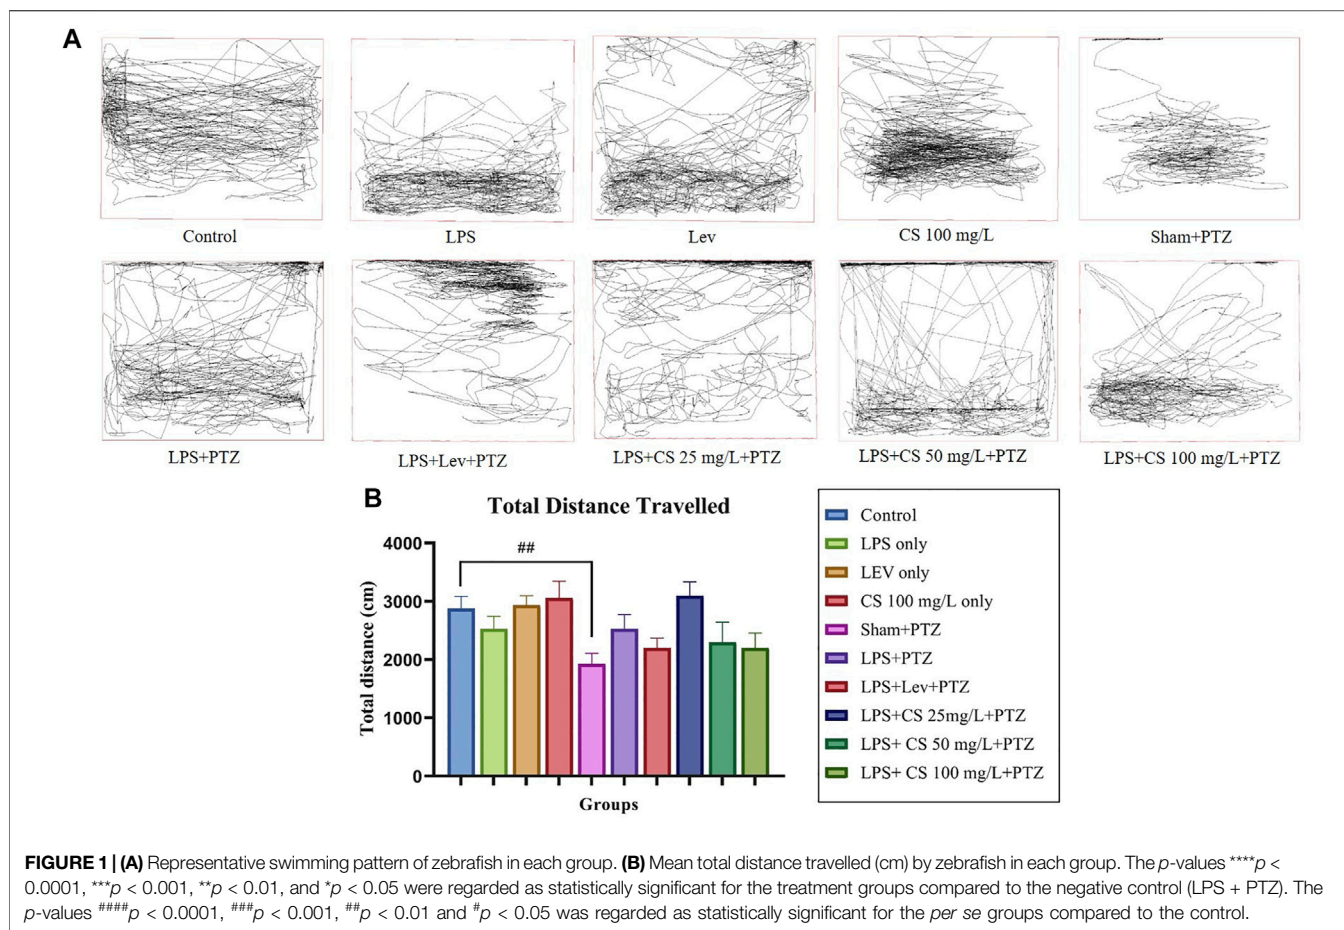 A
Control
LPS
Lev
CS 100 mg/L
Sham+PTZ
LPS+PTZ
LPS+Lev+PTZ
LPS+CS 25 mg/L+PTZ
LPS+CS 50 mg/L+PTZ
LPS+CS 100 mg/L+PTZ
B
Total Distance Travelled
Total distance (cm)
4000
3000
2000
1000
0
##
Groups
Control
LPS only
LEV only
CS 100 mg/L only
Sham+PTZ
LPS+PTZ
LPS+Lev+PTZ
LPS+CS 25mg/L+PTZ
LPS+ CS 50 mg/L+PTZ
LPS+ CS 100 mg/L+PTZ
FIGURE 1 | (A) Representative swimming pattern of zebrafish in each group. (B) Mean total distance travelled (cm) by zebrafish in each group. The p-values ****p <
0.0001, ***p < 0.001, **p < 0.01, and *p < 0.05 were regarded as statistically significant for the treatment groups compared to the negative control (LPS + PTZ). The
p-values ####p < 0.0001, ###p < 0.001, ##p < 0.01 and #p < 0.05 was regarded as statistically significant for the per se groups compared to the control.